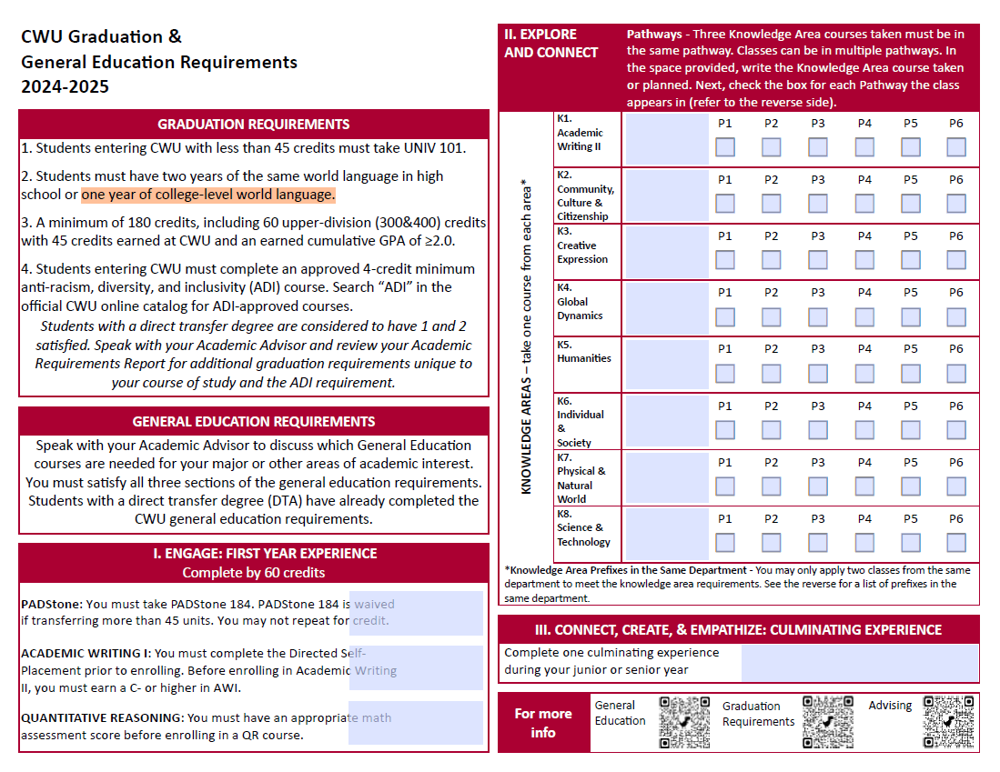 CWU Graduation &
General Education Requirements
2024-2025
GRADUATION REQUIREMENTS
1. Students entering CWU with less than 45 credits must take UNIV 101.
2. Students must have two years of the same world language in high
school or one year of college-level world language.
3. A minimum of 180 credits, including 60 upper-division (300&400) credits
with 45 credits earned at CWU and an earned cumulative GPA of ≥2.0.
4. Students entering CWU must complete an approved 4-credit minimum
anti-racism, diversity, and inclusivity (ADI) course. Search “ADI” in the
official CWU online catalog for ADI-approved courses.
Students with a direct transfer degree are considered to have 1 and 2
satisfied. Speak with your Academic Advisor and review your Academic
Requirements Report for additional graduation requirements unique to
your course of study and the ADI requirement.
GENERAL EDUCATION REQUIREMENTS
Speak with your Academic Advisor to discuss which General Education
courses are needed for your major or other areas of academic interest.
You must satisfy all three sections of the general education requirements.
Students with a direct transfer degree (DTA) have already completed the
CWU general education requirements.
I. ENGAGE: FIRST YEAR EXPERIENCE
Complete by 60 credits
PADStone: You must take PADStone 184. PADStone 184 is waived
if transferring more than 45 units. You may not repeat for credit.
ACADEMIC WRITING I: You must complete the Directed Self-
Placement prior to enrolling. Before enrolling in Academic Writing
II, you must earn a C- or higher in AWI.
QUANTITATIVE REASONING: You must have an appropriate math
assessment score before enrolling in a QR course.
II. EXPLORE
AND CONNECT
Pathways - Three Knowledge Area courses taken must be in
the same pathway. Classes can be in multiple pathways. In
the space provided, write the Knowledge Area course taken
or planned. Next, check the box for each Pathway the class
appears in (refer to the reverse side).
KNOWLEDGE AREAS – take one course from each area*
K1.
Academic
Writing II
P1 P2 P3 P4 P5 P6
K2.
Community,
Culture &
Citizenship
P1 P2 P3 P4 P5 P6
K3.
Creative
Expression
P1 P2 P3 P4 P5 P6
K4.
Global
Dynamics
P1 P2 P3 P4 P5 P6
K5.
Humanities
P1 P2 P3 P4 P5 P6
K6.
Individual
&
Society
P1 P2 P3 P4 P5 P6
K7.
Physical &
Natural
World
P1 P2 P3 P4 P5 P6
K8.
Science &
Technology
P1 P2 P3 P4 P5 P6
*Knowledge Area Prefixes in the Same Department - You may only apply two classes from the same
department to meet the knowledge area requirements. See the reverse for a list of prefixes in the
same department.
III. CONNECT, CREATE, & EMPATHIZE: CULMINATING EXPERIENCE
Complete one culminating experience
during your junior or senior year
For more
info
General
Education
Graduation
Requirements
Advising